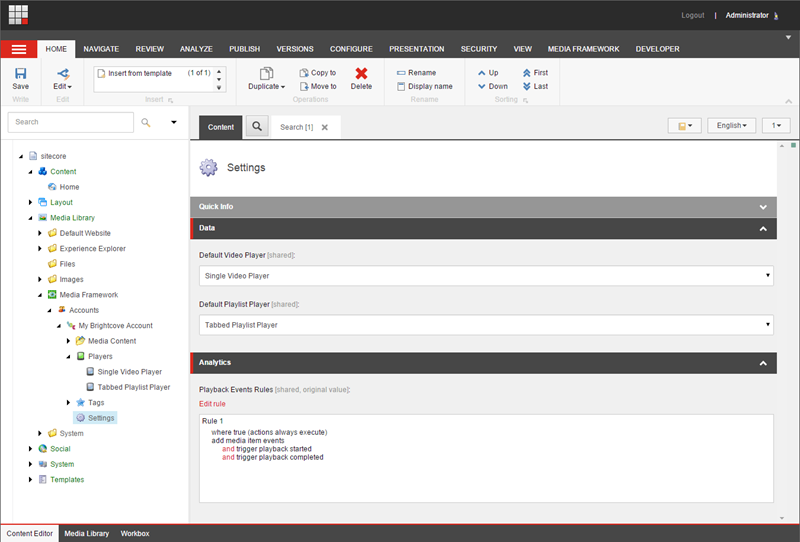 Logout | Administrator
HOME NAVIGATE REVIEW ANALYZE PUBLISH VERSIONS CONFIGURE PRESENTATION SECURITY VIEW MEDIA FRAMEWORK DEVELOPER
Save
Write
Edit
Edit
Insert from template (1 of 1)
Insert
Duplicate
Copy to
Move to
Delete
Operations
Rename
Display name
Rename
Up
Down
First
Last
Sorting
Search
sitecore
Content
Home
Layout
Media Library
Default Website
Experience Explorer
Files
Images
Media Framework
Accounts
My Brightcove Account
Media Content
Players
Single Video Player
Tabbed Playlist Player
Tags
Settings
System
Social
System
Templates
Content
Search [1]
English
1
Settings
Quick Info
Data
Default Video Player [shared]:
Single Video Player
Default Playlist Player [shared]:
Tabbed Playlist Player
Analytics
Playback Events Rules [shared, original value]:
Edit rule
Rule 1
where true (actions always execute)
add media item events
and trigger playback started
and trigger playback completed
Content Editor Media Library Workbox